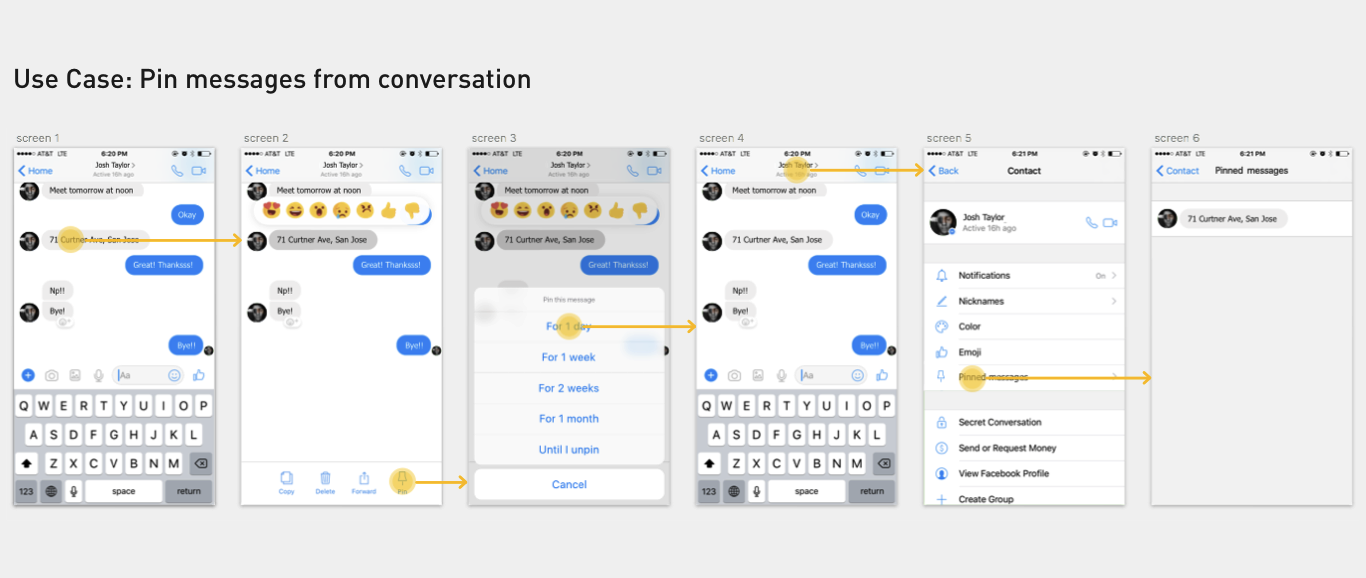 Use Case: Pin messages from conversation
screen 1
AT&T LTE 6:20 PM
Home Josh Taylor >
Active 16h ago
Meet tomorrow at noon
Okay
71 Curtner Ave, San Jose
Great! Thanksss!
Np!!
Bye!
Bye!!
Aa
Q W E R T Y U I O P
A S D F G H J K L
Z X C V B N M
123 space return
screen 2
AT&T LTE 6:20 PM
Home Josh Taylor >
Active 16h ago
Meet tomorrow at noon
71 Curtner Ave, San Jose
Great! Thanksss!
Np!!
Bye!
Bye!!
Copy Delete Forward Pin
screen 3
AT&T LTE 6:20 PM
Home Josh Taylor >
Active 16h ago
Meet tomorrow at noon
71 Curtner Ave, San Jose
Great! Thanksss!
Pin this message
For 1 day
For 1 week
For 2 weeks
For 1 month
Until I unpin
Cancel
screen 4
AT&T LTE 6:20 PM
Home Josh Taylor >
Active 16h ago
Meet tomorrow at noon
Okay
71 Curtner Ave, San Jose
Great! Thanksss!
Np!!
Bye!
Bye!!
Aa
Q W E R T Y U I O P
A S D F G H J K L
Z X C V B N M
123 space return
screen 5
AT&T LTE 6:21 PM
Back Contact
Josh Taylor
Active 16h ago
Notifications On >
Nicknames >
Color
Emoji
Pinned messages >
Secret Conversation
Send or Request Money
View Facebook Profile
Create Group
screen 6
AT&T LTE 6:21 PM
Contact Pinned messages
71 Curtner Ave, San Jose